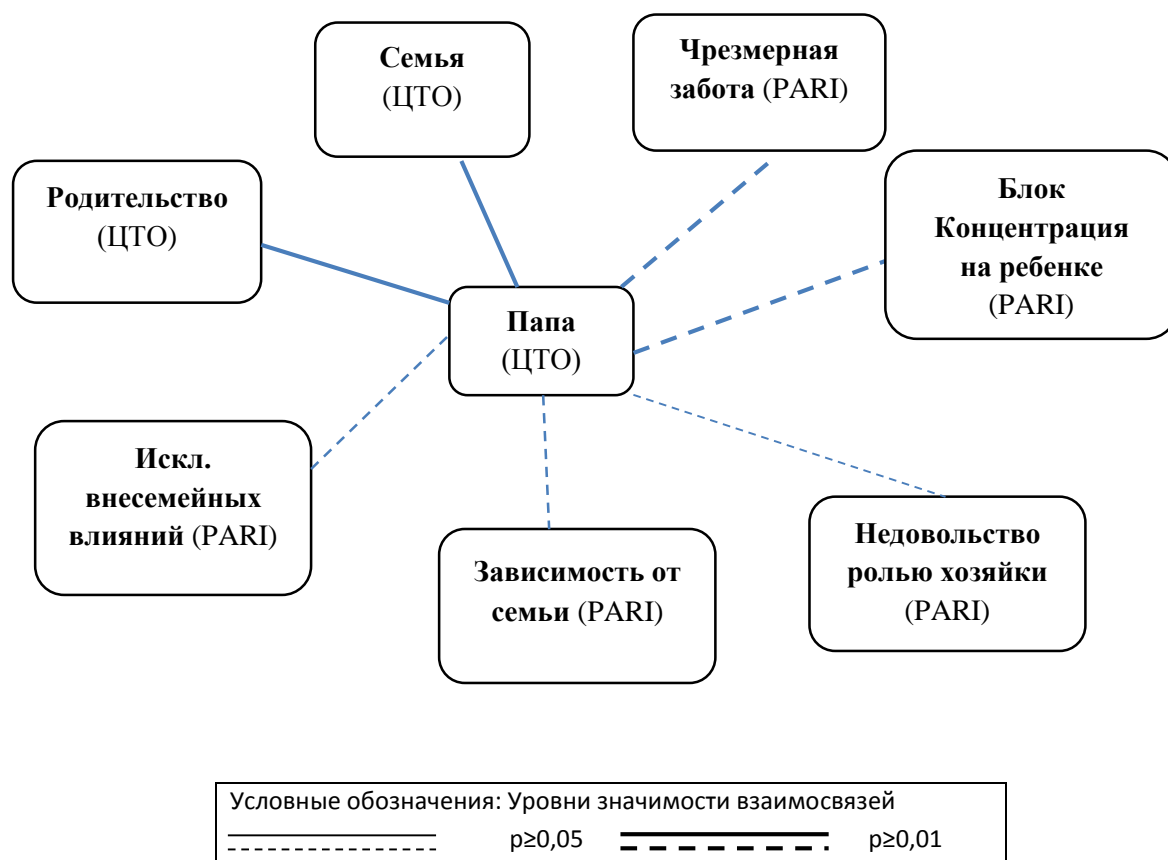 Семья
(ЦТО)
Чрезмерная
забота (PARI)
Родительство
(ЦТО)
Блок
Концентрация
на ребенке
(PARI)
Папа
(ЦТО)
Искл.
внесемейных
влияний (PARI)
Зависимость от
семьи (PARI)
Недовольство
ролью хозяйки
(PARI)
Условные обозначения: Уровни значимости взаимосвязей
p≥0,05 p≥0,01